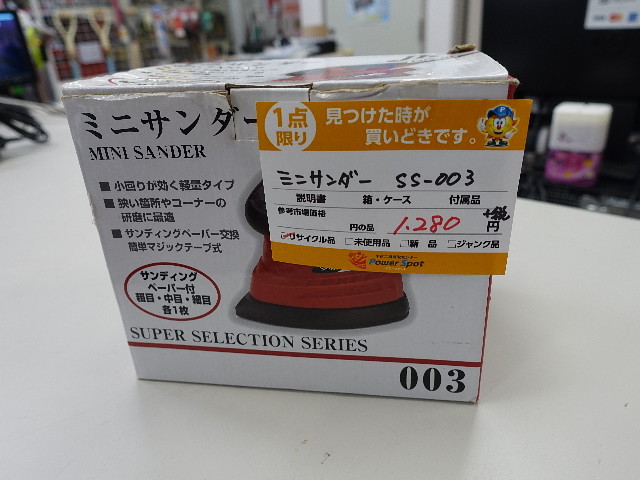 ミニサンダー
MINI SANDER
■ 小回りが効く軽量タイプ
■ 狭い箇所やコーナーの
研磨に最適
■ サンディングペーパー交換
簡単マジックテープ式
サンディング
ペーパー付
粗目・中目・細目
各1枚
SUPER SELECTION SERIES
003
1点
限り
見つけた時が
買いどきです。
ミニサンダー SS-003
説明書 ・ 箱・ケース ・ 付属品
参考市場価格
円の品
1.280
+税
円
リサイクル品 □未使用品 □新 品 □ジャンク品
PowerSpot